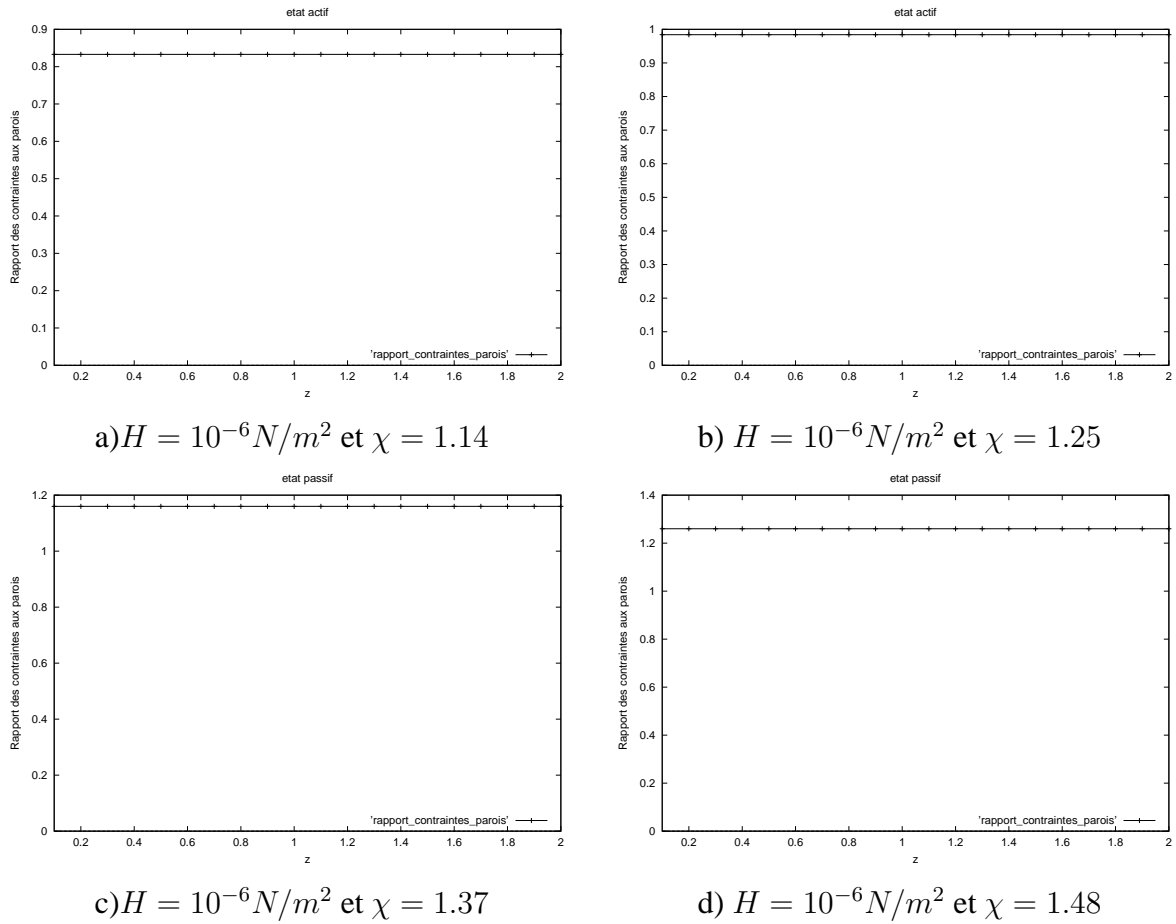 etat actif
0.9
0.8
0.7
0.6
0.5
0.4
0.3
0.2
0.1
0
Rapport des contraintes aux parois
'rapport_contraintes_parois'
0.2 0.4 0.6 0.8 1 1.2 1.4 1.6 1.8 2
z
a)H = 10⁻⁶N/m² et χ = 1.14
etat actif
1
0.9
0.8
0.7
0.6
0.5
0.4
0.3
0.2
0.1
0
Rapport des contraintes aux parois
'rapport_contraintes_parois'
0.2 0.4 0.6 0.8 1 1.2 1.4 1.6 1.8 2
z
b) H = 10⁻⁶N/m² et χ = 1.25
etat passif
1.2
1
0.8
0.6
0.4
0.2
0
Rapport des contraintes aux parois
'rapport_contraintes_parois'
0.2 0.4 0.6 0.8 1 1.2 1.4 1.6 1.8 2
z
c)H = 10⁻⁶N/m² et χ = 1.37
etat passif
1.4
1.2
1
0.8
0.6
0.4
0.2
0
Rapport des contraintes aux parois
'rapport_contraintes_parois'
0.2 0.4 0.6 0.8 1 1.2 1.4 1.6 1.8 2
z
d) H = 10⁻⁶N/m² et χ = 1.48